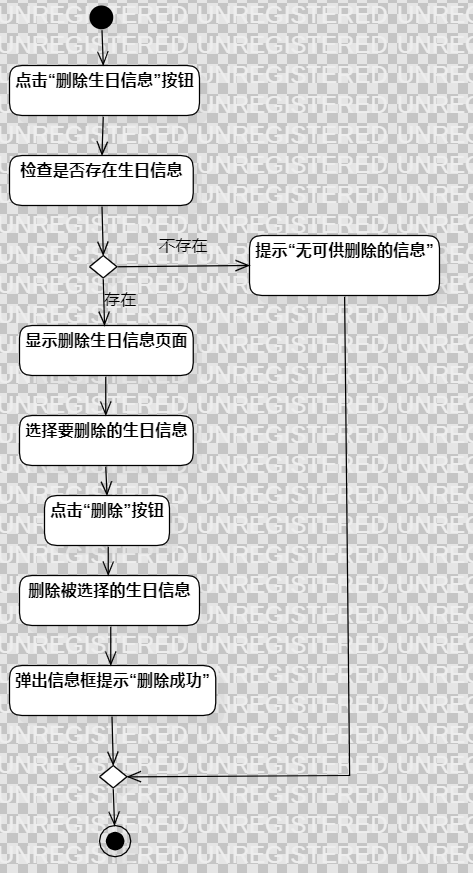 点击“删除生日信息”按钮
检查是否存在生日信息
不存在
提示“无可供删除的信息”
存在
显示删除生日信息页面
选择要删除的生日信息
点击“删除”按钮
删除被选择的生日信息
弹出信息框提示“删除成功”
UNREGISTERED